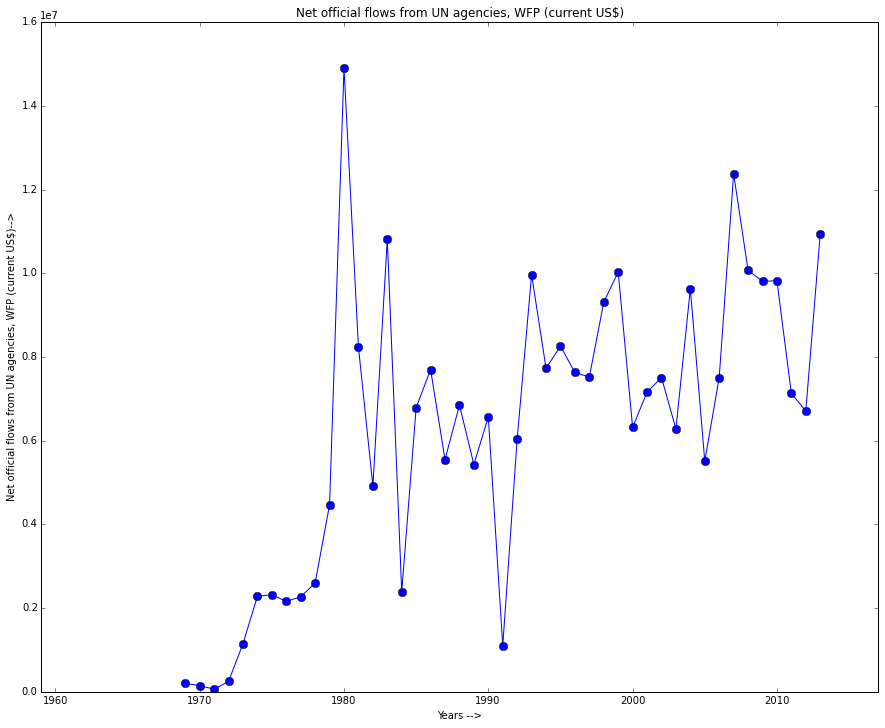 Net official flows from UN agencies, WFP (current US$)
1e7
1.6
1.4
1.2
1.0
0.8
0.6
0.4
0.2
0.0
Net official flows from UN agencies, WFP (current US$)-->
1960 1970 1980 1990 2000 2010
Years -->